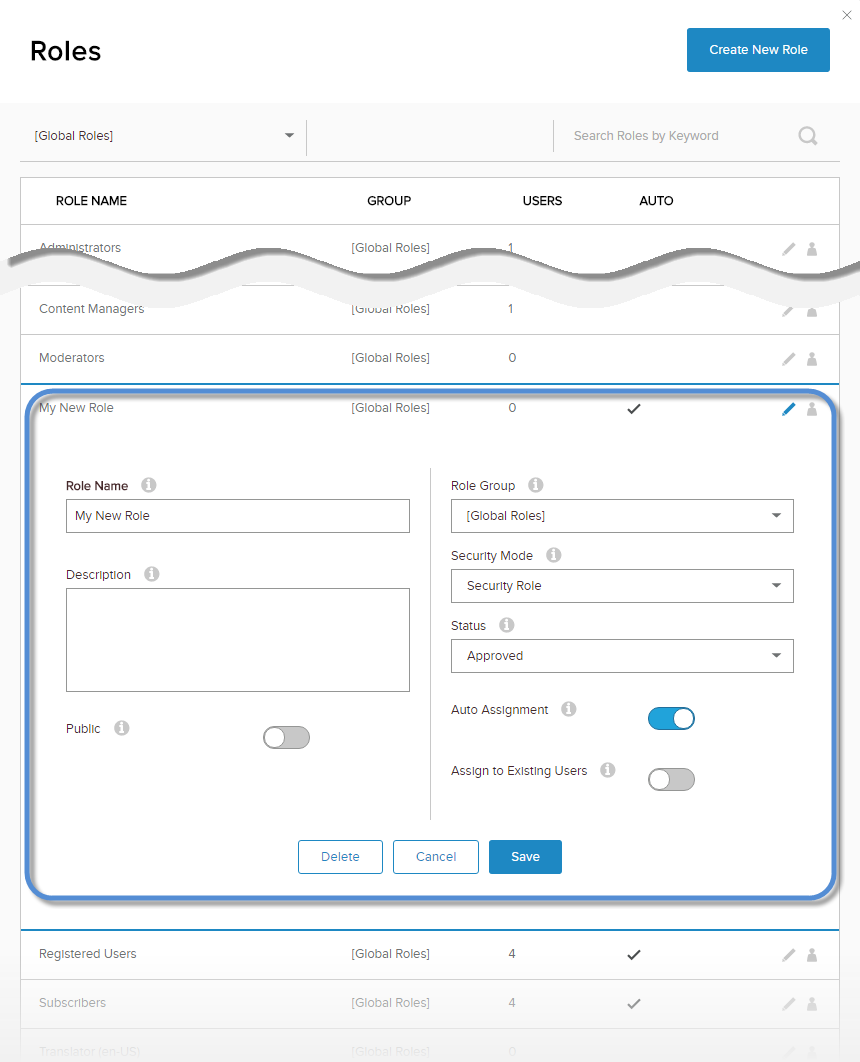 Roles
Create New Role
[Global Roles]
Search Roles by Keyword
ROLE NAME GROUP USERS AUTO
Administrators [Global Roles] 1
Content Managers [Global Roles] 1
Moderators [Global Roles] 0
My New Role [Global Roles] 0
Role Name
My New Role
Description
Public
Role Group
[Global Roles]
Security Mode
Security Role
Status
Approved
Auto Assignment
Assign to Existing Users
Delete Cancel Save
Registered Users [Global Roles] 4
Subscribers [Global Roles] 4
Translator (en-US) [Global Roles] 0